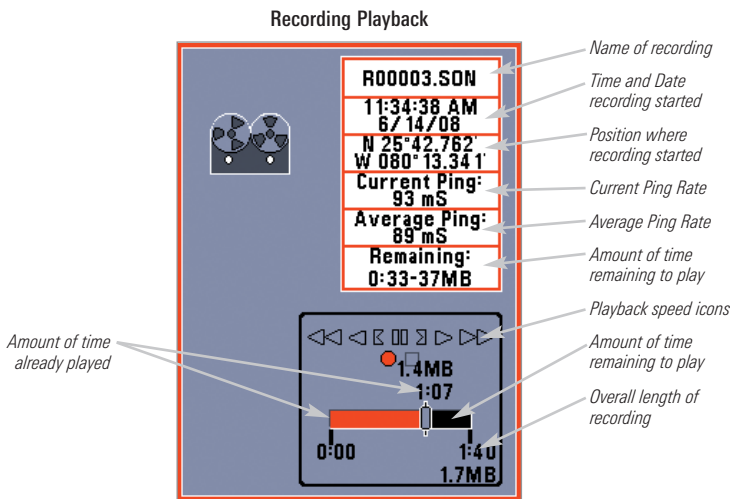 Recording Playback
R00003.SON
11:34:38 AM
6/14/08
N 25°42.762'
W 080°13.341'
Current Ping:
93 mS
Average Ping:
89 mS
Remaining:
0:33-37MB
1.4MB
1:07
0:00
1:40
1.7MB
Name of recording
Time and Date
recording started
Position where
recording started
Current Ping Rate
Average Ping Rate
Amount of time
remaining to play
Playback speed icons
Amount of time
remaining to play
Overall length of
recording
Amount of time
already played